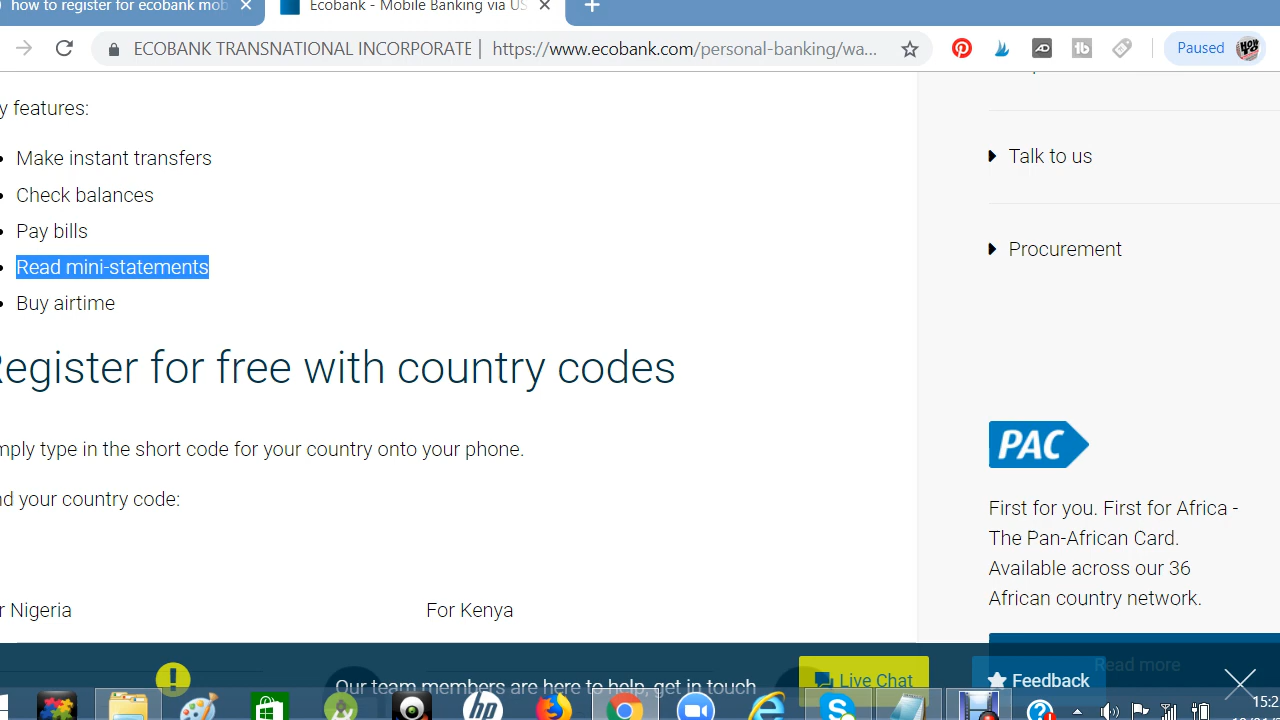 how to register for ecobank mob
Ecobank - Mobile Banking via US
ECOBANK TRANSNATIONAL INCORPORATE | https://www.ecobank.com/personal-banking/wa...
Paused
y features:
Make instant transfers
Check balances
Pay bills
Read mini-statements
Buy airtime
Register for free with country codes
mply type in the short code for your country onto your phone.
nd your country code:
r Nigeria
For Kenya
Talk to us
Procurement
PAC
First for you. First for Africa -
The Pan-African Card.
Available across our 36
African country network.
Read more
Our team members are here to help, get in touch
Live Chat
Feedback
hp
15:2